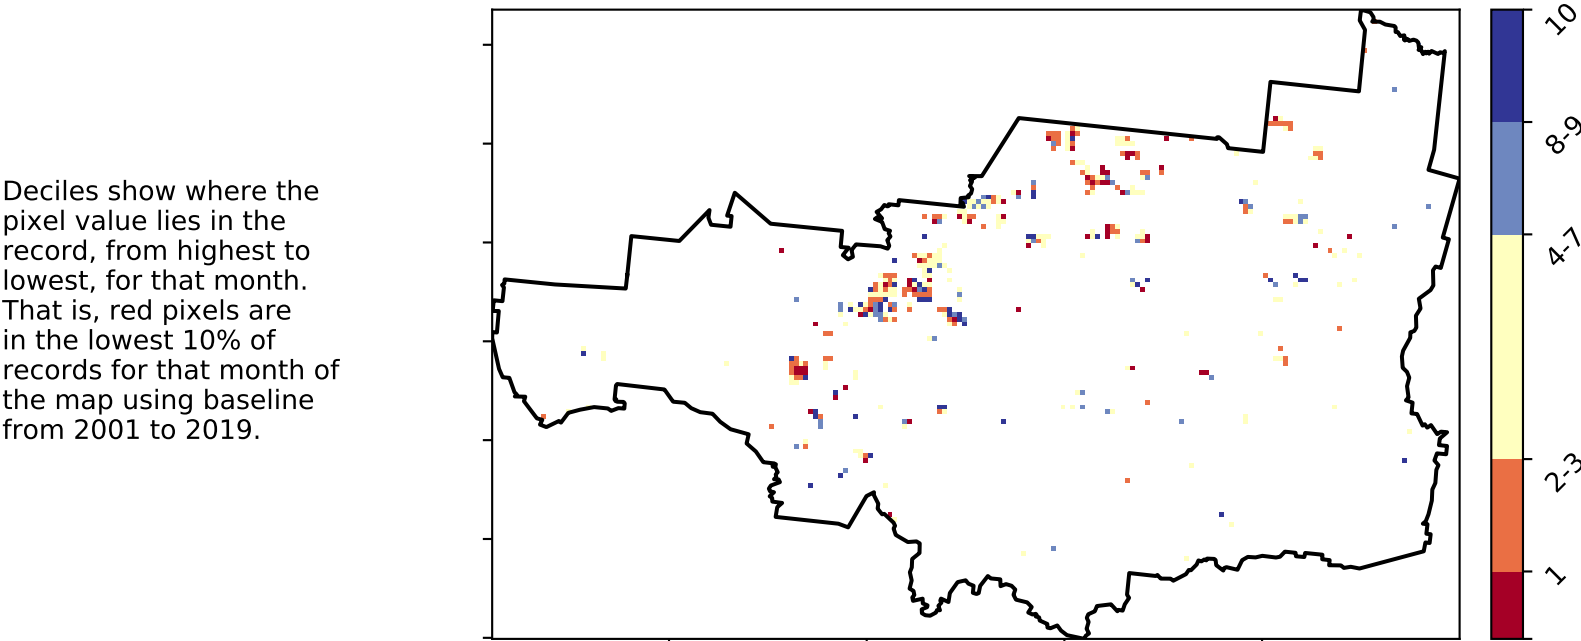 Deciles show where the
pixel value lies in the
record, from highest to
lowest, for that month.
That is, red pixels are
in the lowest 10% of
records for that month of
the map using baseline
from 2001 to 2019.
10
8-9
4-7
2-3
1